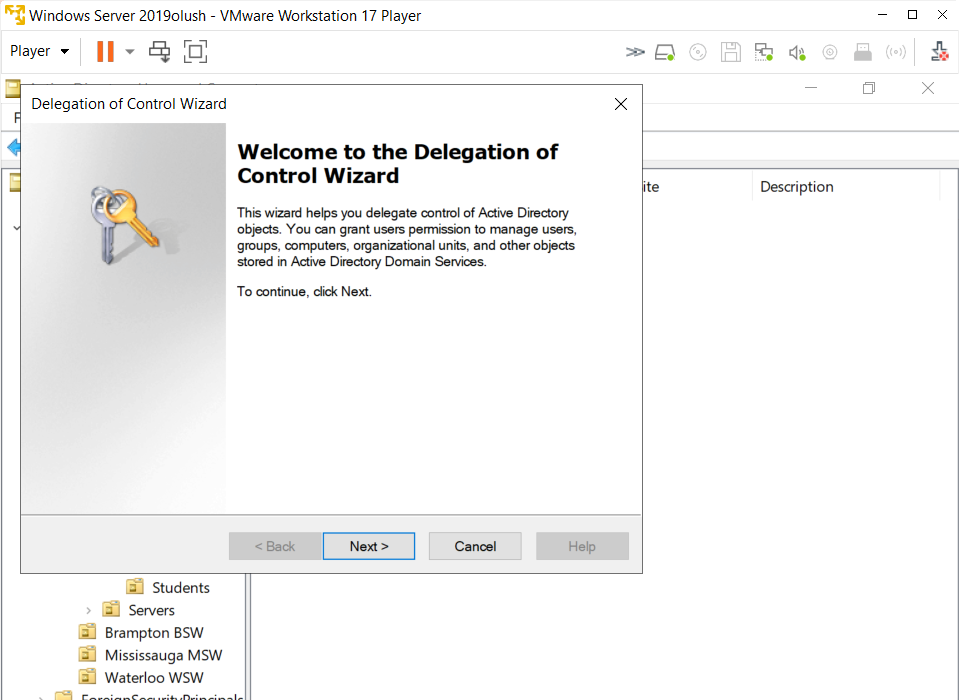 Windows Server 2019olush - VMware Workstation 17 Player
Player
Delegation of Control Wizard
Welcome to the Delegation of
Control Wizard
This wizard helps you delegate control of Active Directory
objects. You can grant users permission to manage users,
groups, computers, organizational units, and other objects
stored in Active Directory Domain Services.
To continue, click Next.
Description
< Back
Next >
Cancel
Help
Students
Servers
Brampton BSW
Mississauga MSW
Waterloo WSW
ForeignSecurityPrincipals